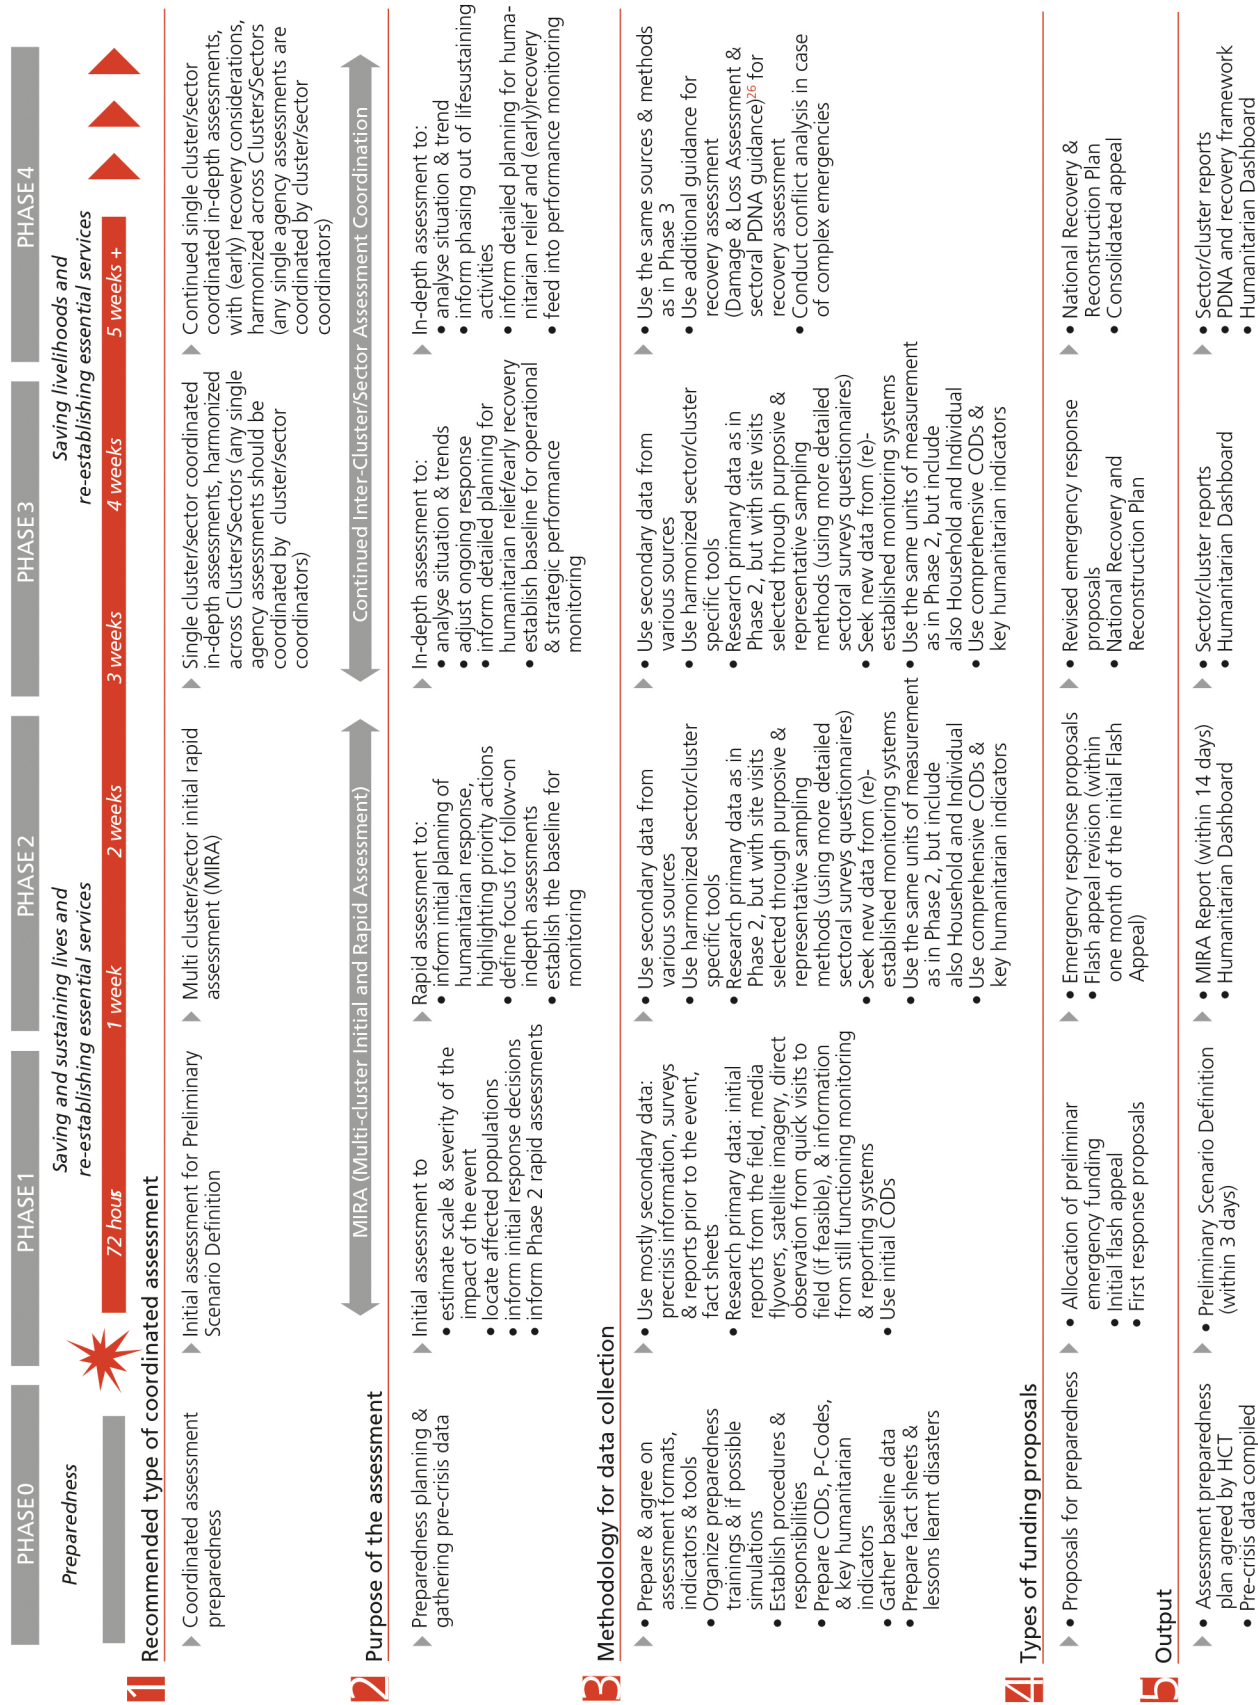 PHASE 0
PHASE 1
PHASE 2
PHASE 3
PHASE 4
Preparedness
Saving and sustaining lives and
re-establishing essential services
Saving livelihoods and
re-establishing essential services
72 hours
1 week
2 weeks
3 weeks
4 weeks
5 weeks +
1
Recommended type of coordinated assessment
Coordinated assessment
preparedness
Initial assessment for Preliminary
Scenario Definition
Multi cluster/sector initial rapid
assessment (MIRA)
Single cluster/sector coordinated
in-depth assessments, harmonized
across Clusters/Sectors (any single
agency assessments should be
coordinated by cluster/sector
coordinators)
Continued single cluster/sector
coordinated in-depth assessments,
with (early) recovery considerations,
harmonized across Clusters/Sectors
(any single agency assessments are
coordinated by cluster/sector
coordinators)
MIRA (Multi-cluster Initial and Rapid Assessment)
Continued Inter-Cluster/Sector Assessment Coordination
2
Purpose of the assessment
Preparedness planning &
gathering pre-crisis data
Initial assessment to
• estimate scale & severity of the
impact of the event
• locate affected populations
• inform initial response decisions
• inform Phase 2 rapid assessments
Rapid assessment to:
• inform initial planning of
humanitarian response,
highlighting priority actions
• define focus for follow-on
indepth assessments
• establish the baseline for
monitoring
In-depth assessment to:
• analyse situation & trends
• adjust ongoing response
• inform detailed planning for
humanitarian relief/early recovery
• establish baseline for operational
& strategic performance
monitoring
In-depth assessment to:
• analyse situation & trend
• inform phasing out of lifesustaining
activities
• inform detailed planning for huma-
nitarian relief and (early)recovery
• feed into performance monitoring
3
Methodology for data collection
• Prepare & agree on
assessment formats,
indicators & tools
• Organize preparedness
trainings & if possible
simulations
• Establish procedures &
responsibilities
• Prepare CODs, P-Codes,
& key humanitarian
indicators
• Gather baseline data
• Prepare fact sheets &
lessons learnt disasters
• Use mostly secondary data:
precrisis information, surveys
& reports prior to the event,
fact sheets
• Research primary data: initial
reports from the field, media
flyovers, satellite imagery, direct
observation from quick visits to
field (if feasible), & information
from still functioning monitoring
& reporting systems
• Use initial CODs
• Use secondary data from
various sources
• Use harmonized sector/cluster
specific tools
• Research primary data as in
Phase 2, but with site visits
selected through purposive &
representative sampling
methods (using more detailed
sectoral surveys questionnaires)
• Seek new data from (re)-
established monitoring systems
• Use the same units of measurement
as in Phase 2, but include
also Household and Individual
• Use comprehensive CODs &
key humanitarian indicators
• Use secondary data from
various sources
• Use harmonized sector/cluster
specific tools
• Research primary data as in
Phase 2, but with site visits
selected through purposive &
representative sampling
methods (using more detailed
sectoral surveys questionnaires)
• Seek new data from (re)-
established monitoring systems
• Use the same units of measurement
as in Phase 2, but include
also Household and Individual
• Use comprehensive CODs &
key humanitarian indicators
• Use the same sources & methods
as in Phase 3
• Use additional guidance for
recovery assessment
(Damage & Loss Assessment &
sectoral PDNA guidance)26 for
recovery assessment
• Conduct conflict analysis in case
of complex emergencies
4
Types of funding proposals
• Proposals for preparedness
• Allocation of preliminar
emergency funding
• Initial flash appeal
• First response proposals
• Emergency response proposals
• Flash appeal revision (within
one month of the initial Flash
Appeal)
• Revised emergency response
proposals
• National Recovery and
Reconstruction Plan
• National Recovery &
Reconstruction Plan
• Consolidated appeal
5
Output
• Assessment preparedness
plan agreed by HCT
• Pre-crisis data compiled
• Preliminary Scenario Definition
(within 3 days)
• MIRA Report (within 14 days)
• Humanitarian Dashboard
• Sector/cluster reports
• Humanitarian Dashboard
• Sector/cluster reports
• PDNA and recovery framework
• Humanitarian Dashboard